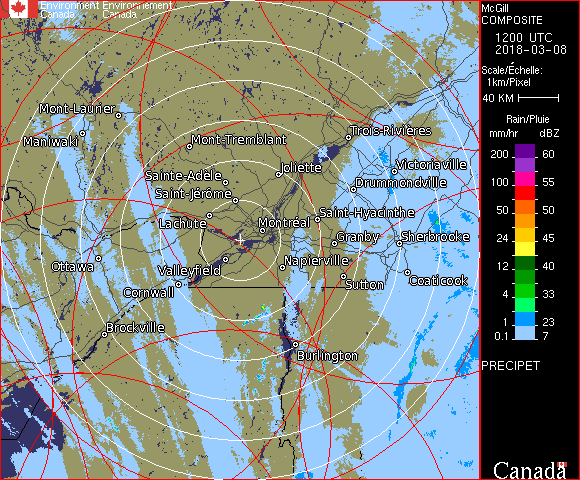 Environment Environnement
Canada Canada
Mont-Laurier
Maniwaki
Mont-Tremblant
Trois-Rivières
Sainte-Adèle
Joliette
Victoriaville
Drummondville
Saint-Jérôme
Lachute
Montréal
Saint-Hyacinthe
Granby
Sherbrooke
Ottawa
Valleyfield
Napierville
Cornwall
Sutton
Coaticook
Brockville
Burlington
McGill
COMPOSITE
1200 UTC
2018-03-08
Scale/Échelle:
1km/Pixel
40 KM
Rain/Pluie
mm/hr dBZ
200 60
100 55
50 50
24 45
12 40
4 33
1 23
0.1 7
PRECIPET
Canada